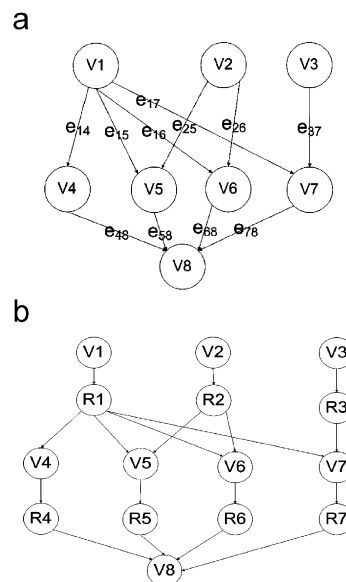 a
V1 V2 V3
e17
e14 e15 e16 e25 e26 e37
V4 V5 V6 V7
e48 e58 e68 e78
V8
b
V1 V2 V3
R1 R2 R3
V4 V5 V6 V7
R4 R5 R6 R7
V8